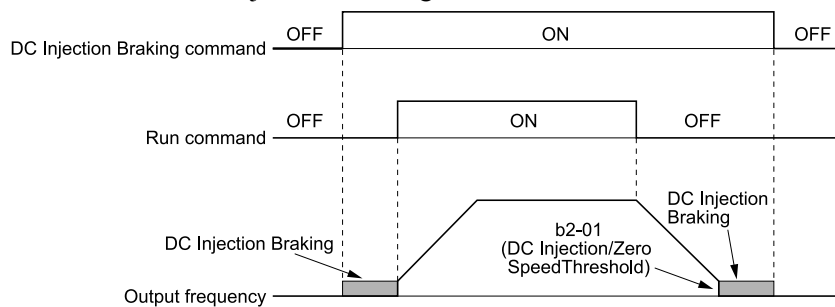 OFF
ON
OFF
DC Injection Braking command
OFF
ON
OFF
Run command
DC Injection Braking
b2-01
(DC Injection/Zero
SpeedThreshold)
DC Injection
Braking
Output frequency